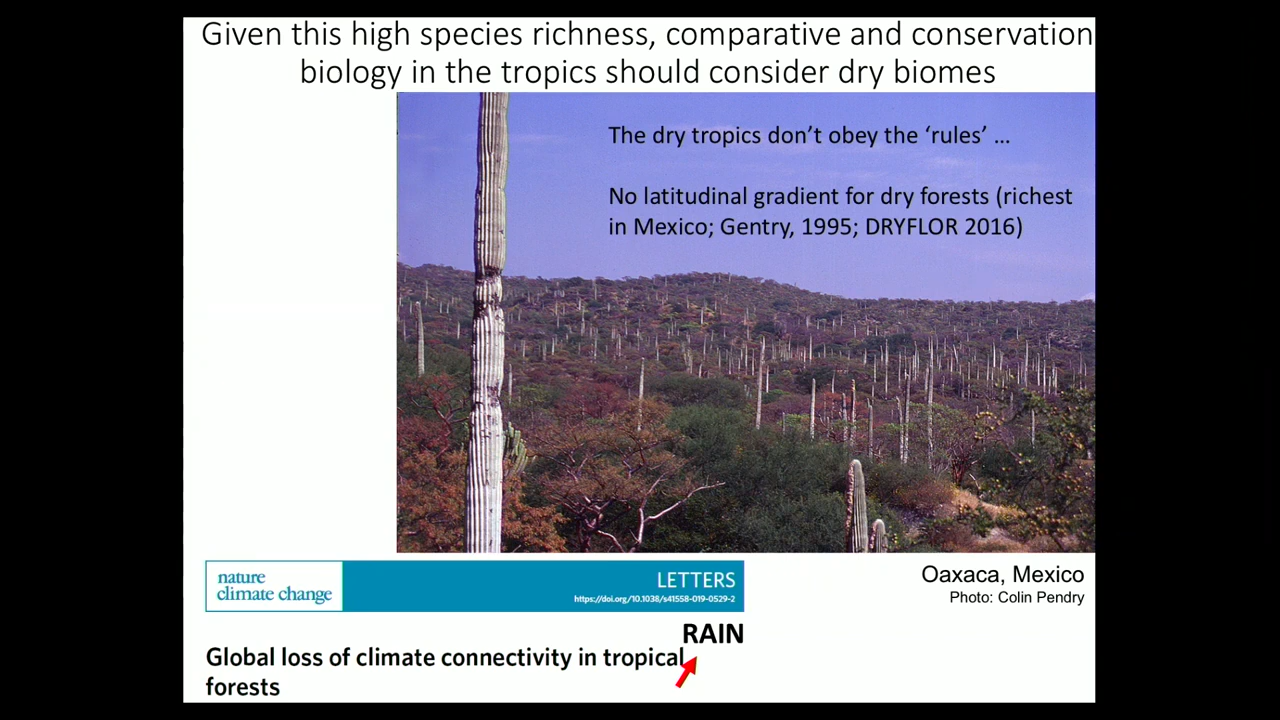 Given this high species richness, comparative and conservation
biology in the tropics should consider dry biomes
The dry tropics don’t obey the ‘rules’ …
No latitudinal gradient for dry forests (richest
in Mexico; Gentry, 1995; DRYFLOR 2016)
nature
climate change
LETTERS
https://doi.org/10.1038/s41558-019-0529-2
Oaxaca, Mexico
Photo: Colin Pendry
RAIN
Global loss of climate connectivity in tropical
forests